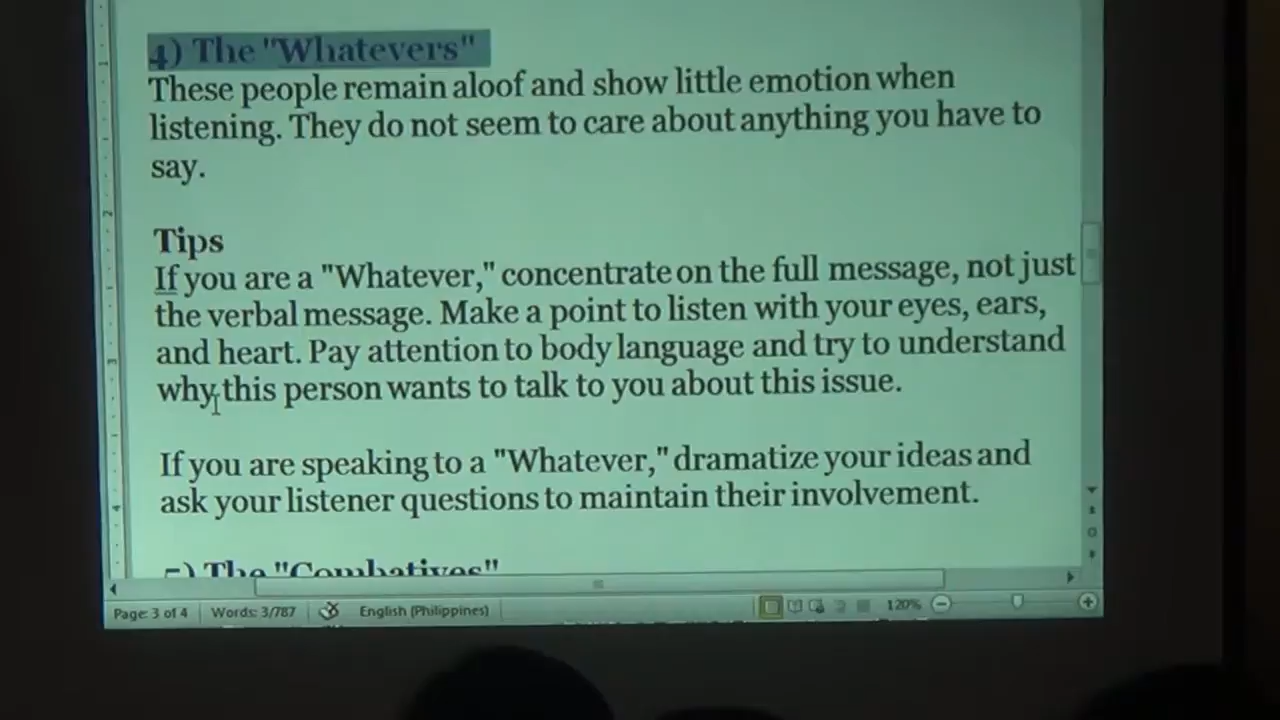 4) The "Whatevers"
These people remain aloof and show little emotion when
listening. They do not seem to care about anything you have to
say.
Tips
If you are a "Whatever," concentrate on the full message, not just
the verbal message. Make a point to listen with your eyes, ears,
and heart. Pay attention to body language and try to understand
why this person wants to talk to you about this issue.
If you are speaking to a "Whatever," dramatize your ideas and
ask your listener questions to maintain their involvement.
5) The "Combatives"
Page: 3 of 4 Words: 3/787 English (Philippines) 120%